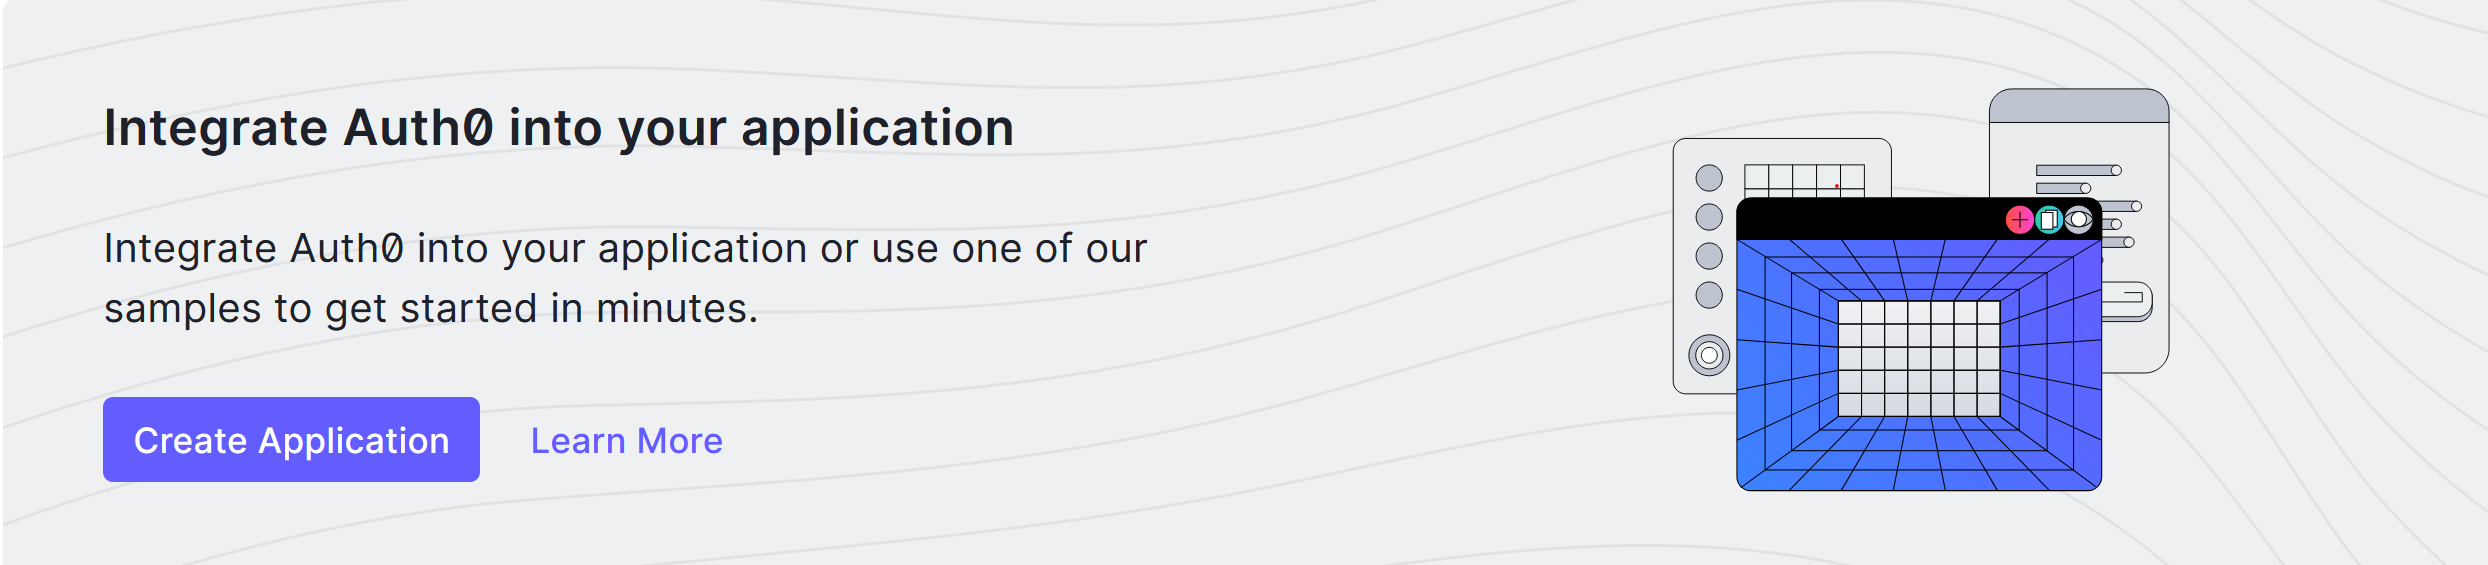 Integrate Auth0 into your application
Integrate Auth0 into your application or use one of our
samples to get started in minutes.
Create Application
Learn More